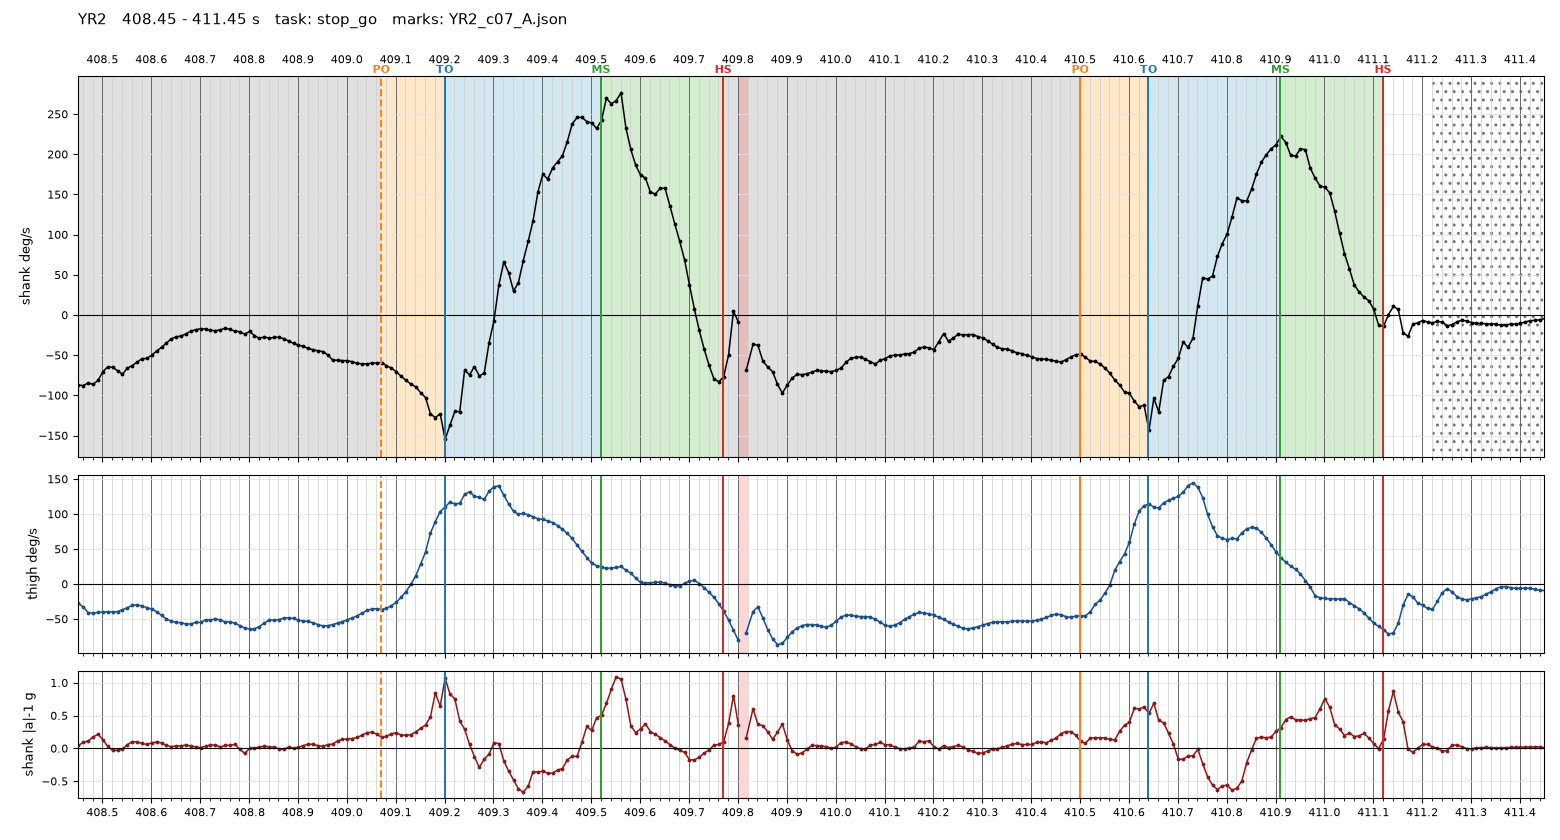 YR2   408.45 - 411.45 s   task: stop_go   marks: YR2_c07_A.json
408.5 408.6 408.7 408.8 408.9 409.0 409.1 409.2 409.3 409.4 409.5 409.6 409.7 409.8 409.9 410.0 410.1 410.2 410.3 410.4 410.5 410.6 410.7 410.8 410.9 411.0 411.1 411.2 411.3 411.4
PO TO MS HS PO TO MS HS
shank deg/s
250
200
150
100
50
0
−50
−100
−150
thigh deg/s
150
100
50
0
−50
shank |a|-1 g
1.0
0.5
0.0
−0.5
408.5 408.6 408.7 408.8 408.9 409.0 409.1 409.2 409.3 409.4 409.5 409.6 409.7 409.8 409.9 410.0 410.1 410.2 410.3 410.4 410.5 410.6 410.7 410.8 410.9 411.0 411.1 411.2 411.3 411.4